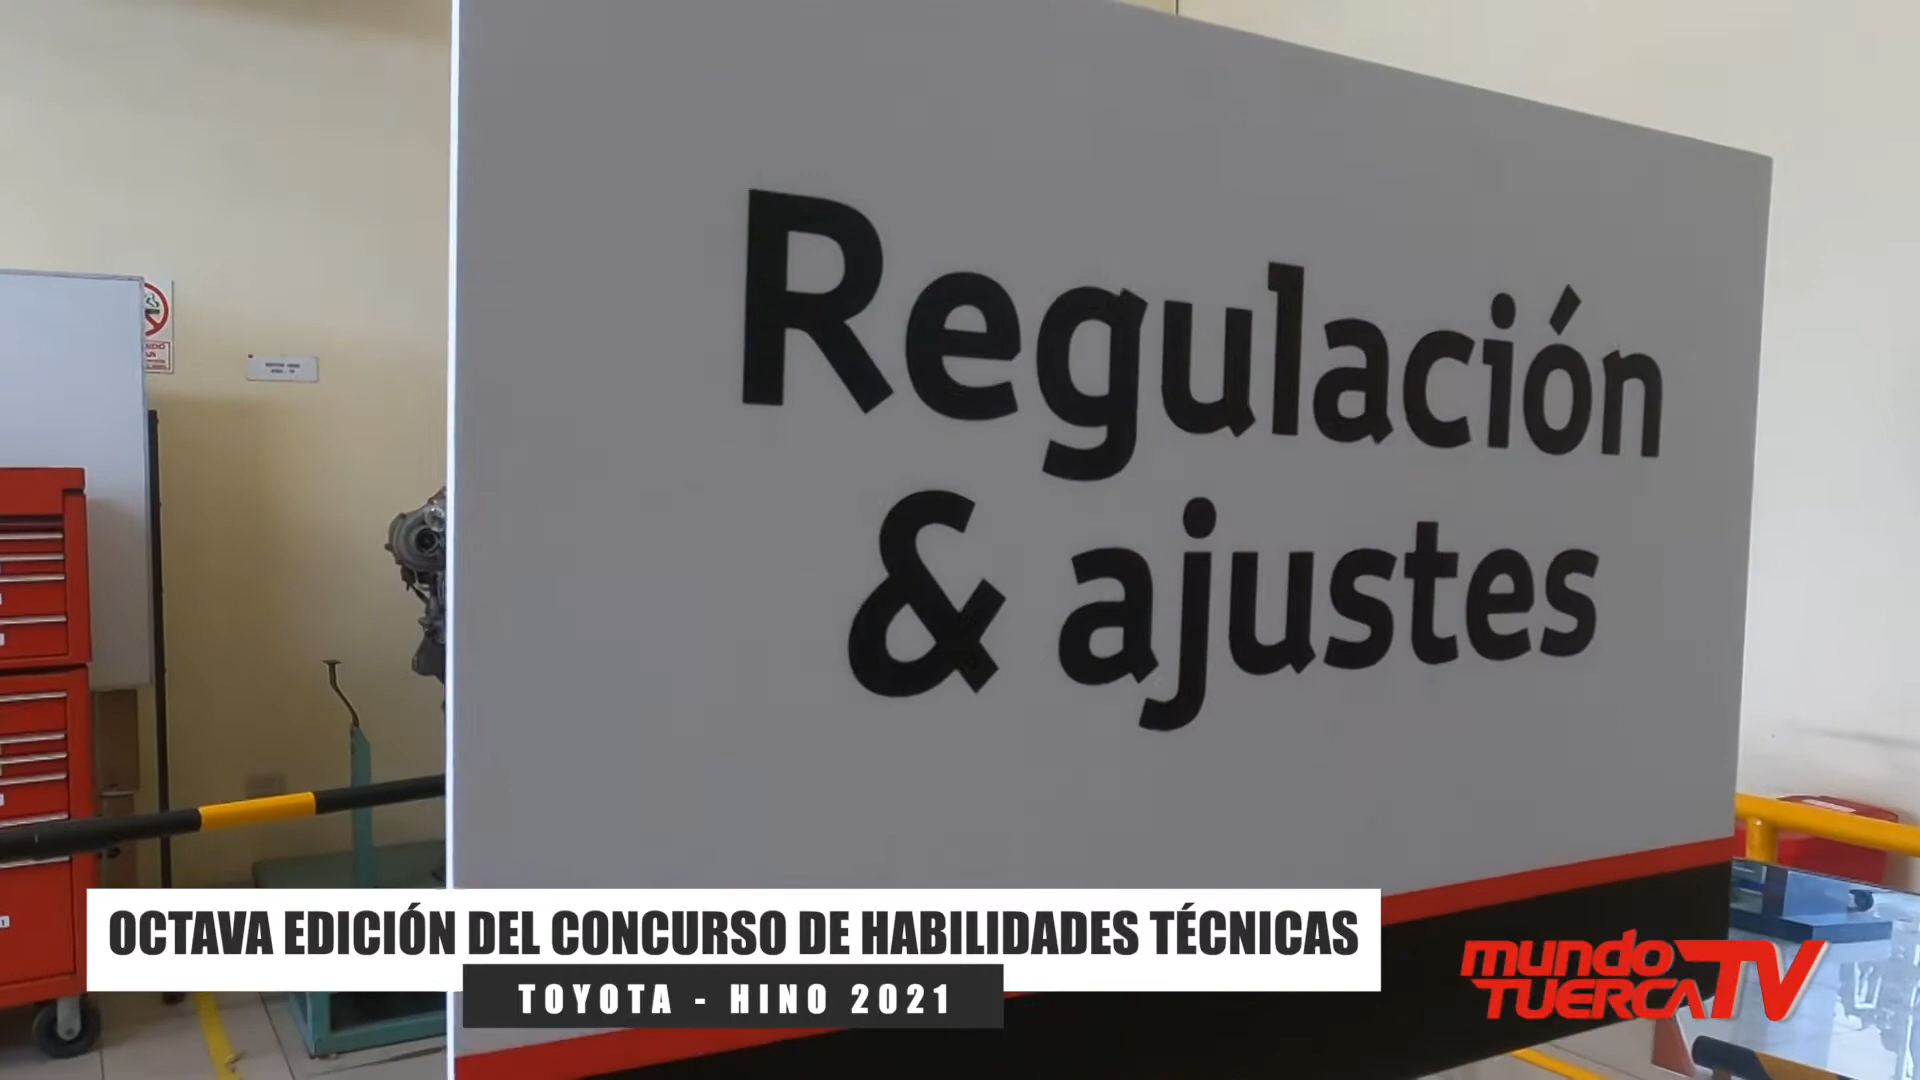 Regulación
& ajustes
OCTAVA EDICIÓN DEL CONCURSO DE HABILIDADES TÉCNICAS
TOYOTA - HINO 2021
mundo
TUERCA TV